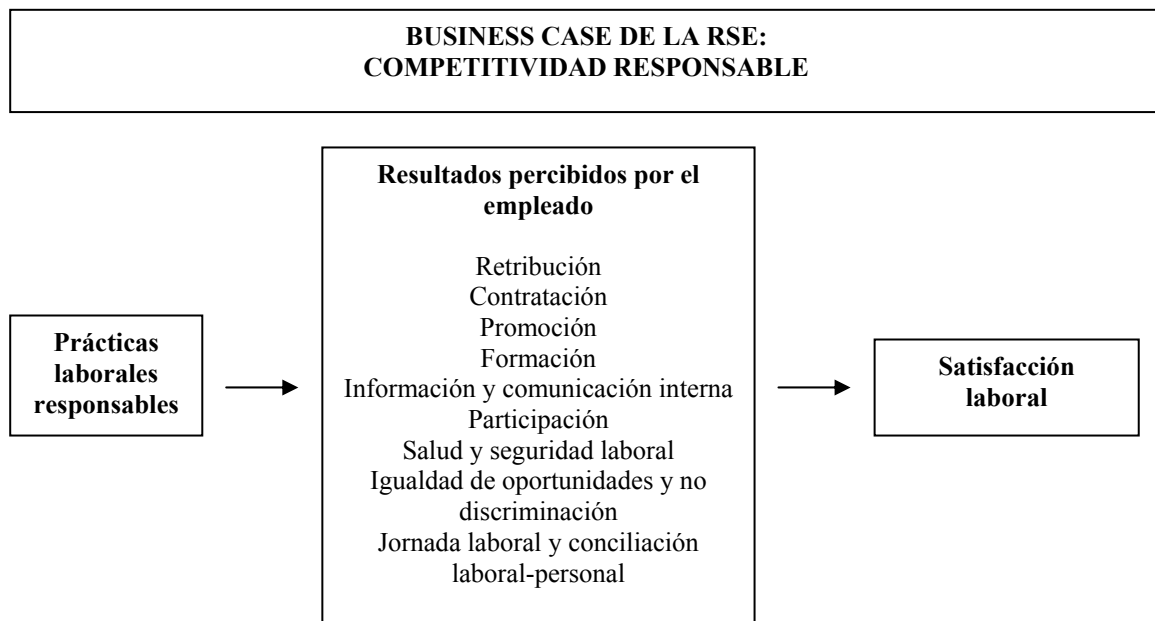 BUSINESS CASE DE LA RSE:
COMPETITIVIDAD RESPONSABLE
Prácticas
laborales
responsables
Resultados percibidos por el
empleado
Retribución
Contratación
Promoción
Formación
Información y comunicación interna
Participación
Salud y seguridad laboral
Igualdad de oportunidades y no
discriminación
Jornada laboral y conciliación
laboral-personal
Satisfacción
laboral